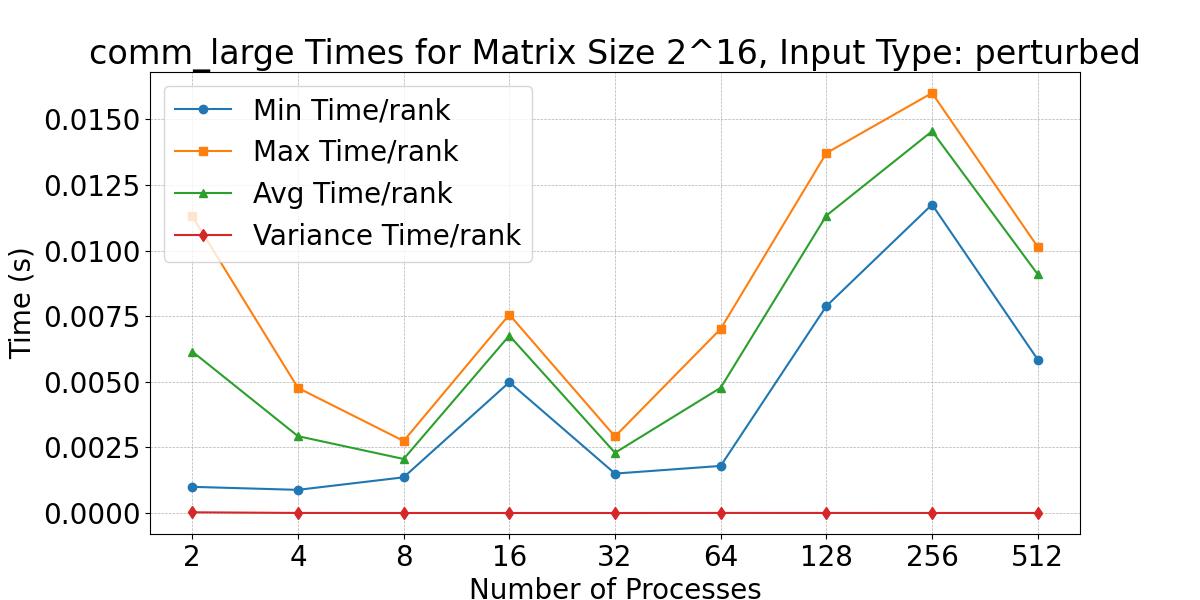 comm_large Times for Matrix Size 2^16, Input Type: perturbed
Min Time/rank
Max Time/rank
Avg Time/rank
Variance Time/rank
Time (s)
0.0150
0.0125
0.0100
0.0075
0.0050
0.0025
0.0000
2 4 8 16 32 64 128 256 512
Number of Processes